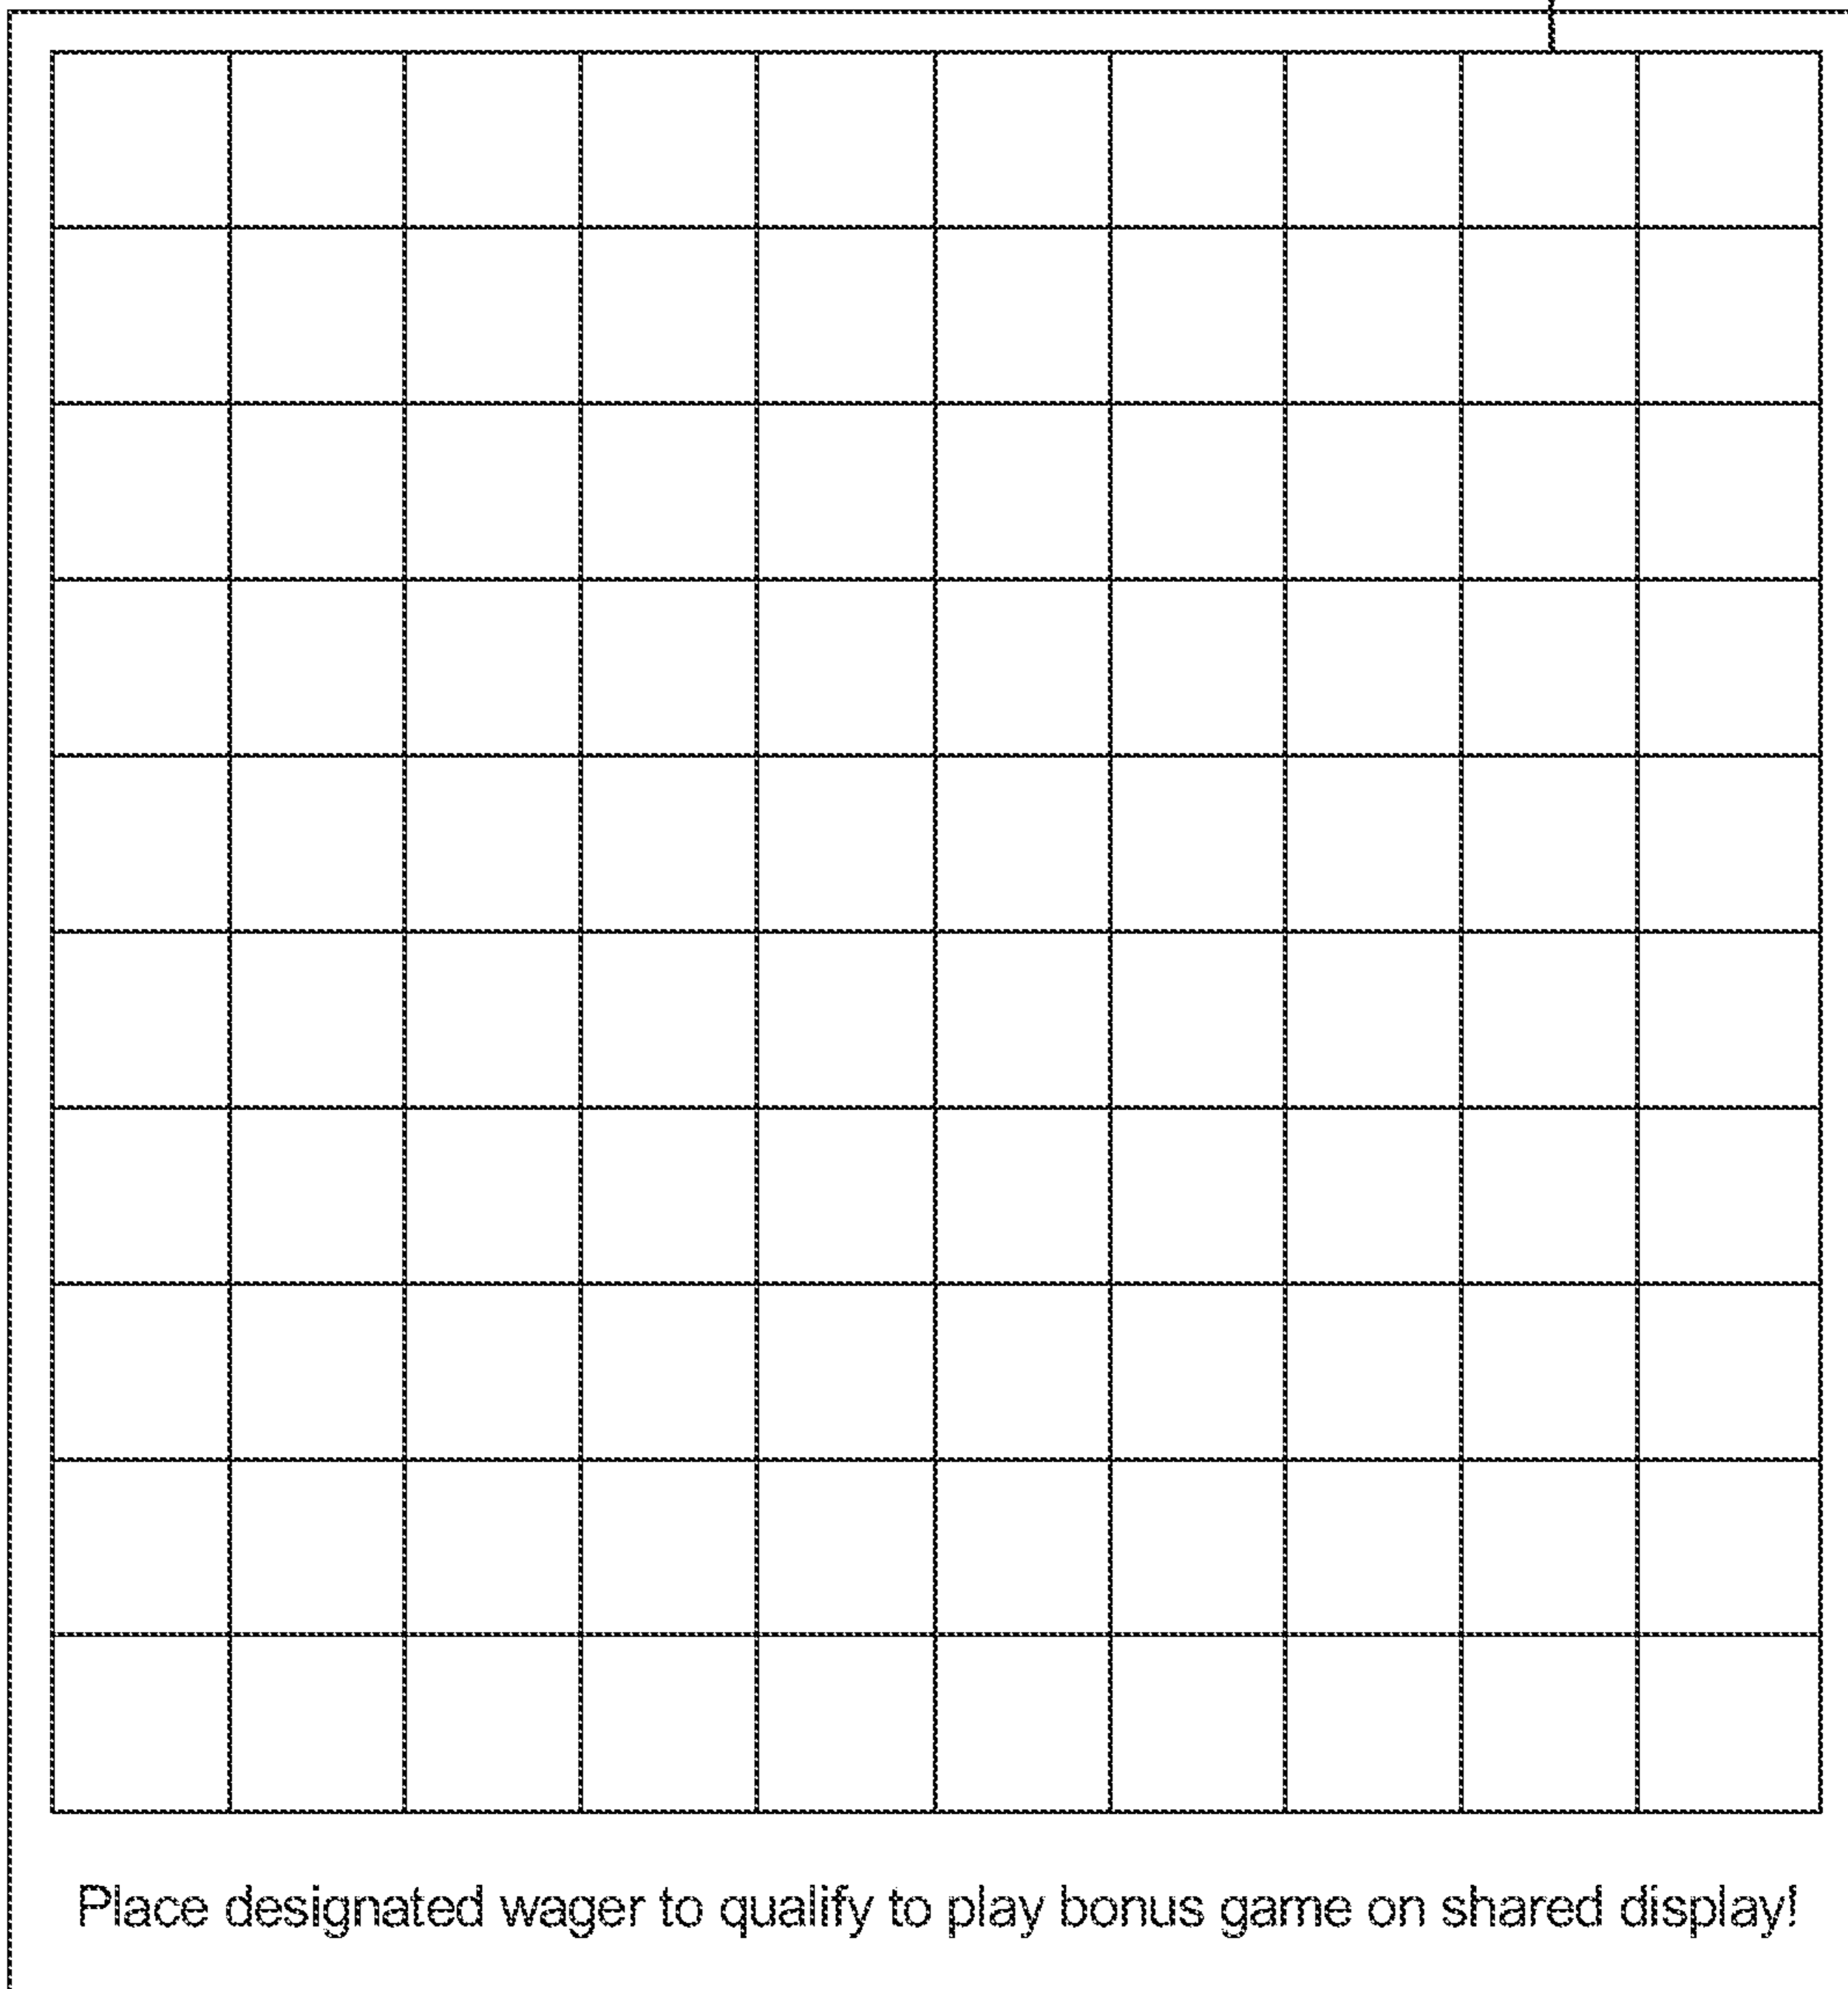 Place designated wager to qualify to play bonus game on shared display!